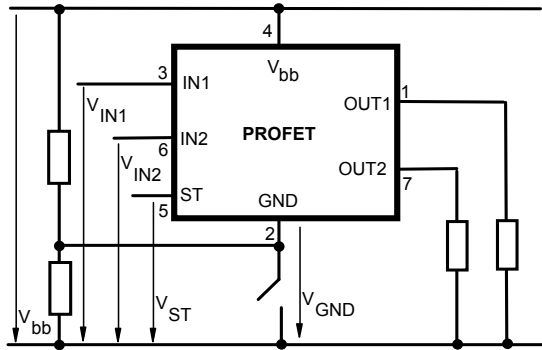 4
V bb
3
IN1
V IN1
IN2
6
V IN2
ST
5
PROFET
OUT1
1
OUT2
7
GND
2
V bb
V ST
V GND